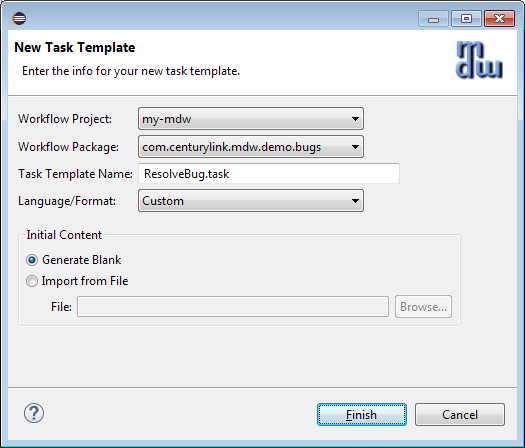 New Task Template
Enter the info for your new task template.
mdw
Workflow Project: my-mdw
Workflow Package: com.centurylink.mdw.demo.bugs
Task Template Name: ResolveBug.task
Language/Format: Custom
Initial Content
Generate Blank
Import from File
File: Browse...
? Finish Cancel